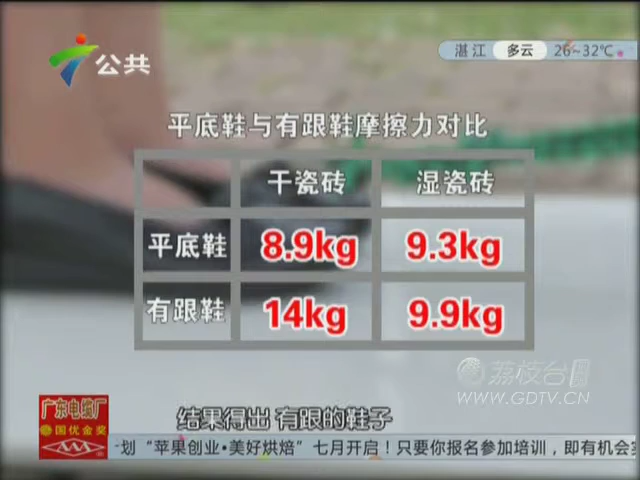 公共
湛江 多云 26~32℃
平底鞋与有跟鞋摩擦力对比
干瓷砖 湿瓷砖
平底鞋 8.9kg 9.3kg
有跟鞋 14kg 9.9kg
荔枝台
WWW.GDTV.CN
广东电缆厂
国优金奖
结果得出 有跟的鞋子
划“苹果创业·美好烘焙”七月开启！只要你报名参加培训，即有机会